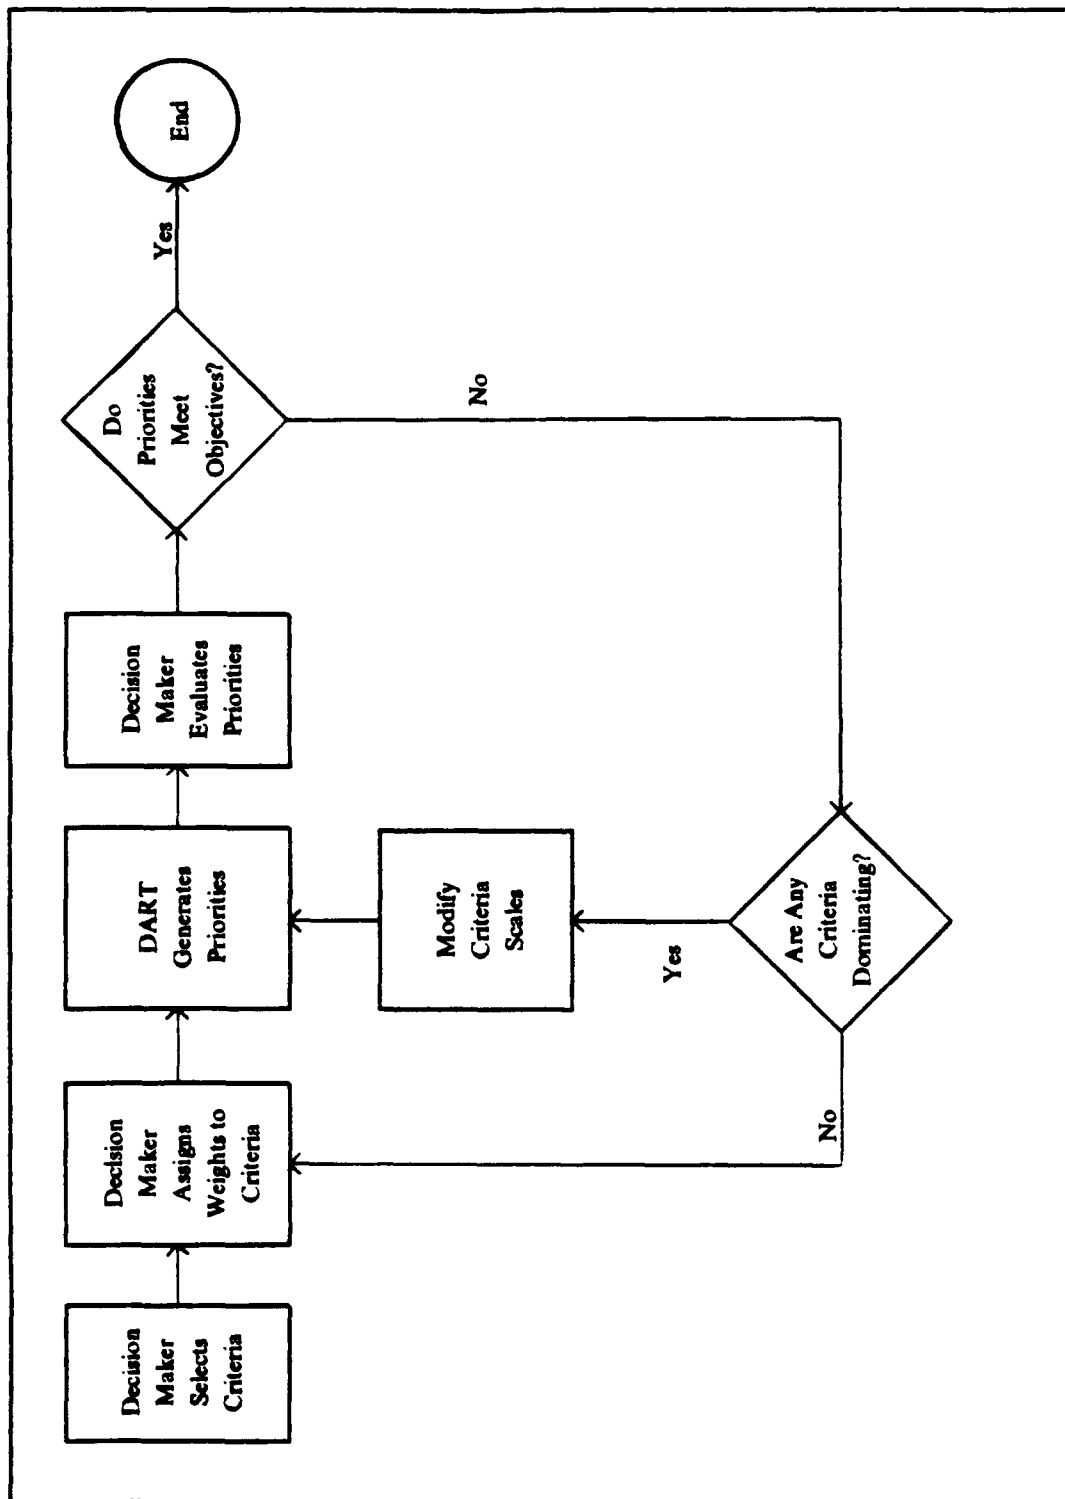 Decision
Maker
Selects
Criteria
Decision
Maker
Assigns
Weights to
Criteria
DART
Generates
Priorities
Decision
Maker
Evaluates
Priorities
Do
Priorities
Meet
Objectives?
Yes
End
No
Modify
Criteria
Scales
Yes
Are Any
Criteria
Dominating?
No